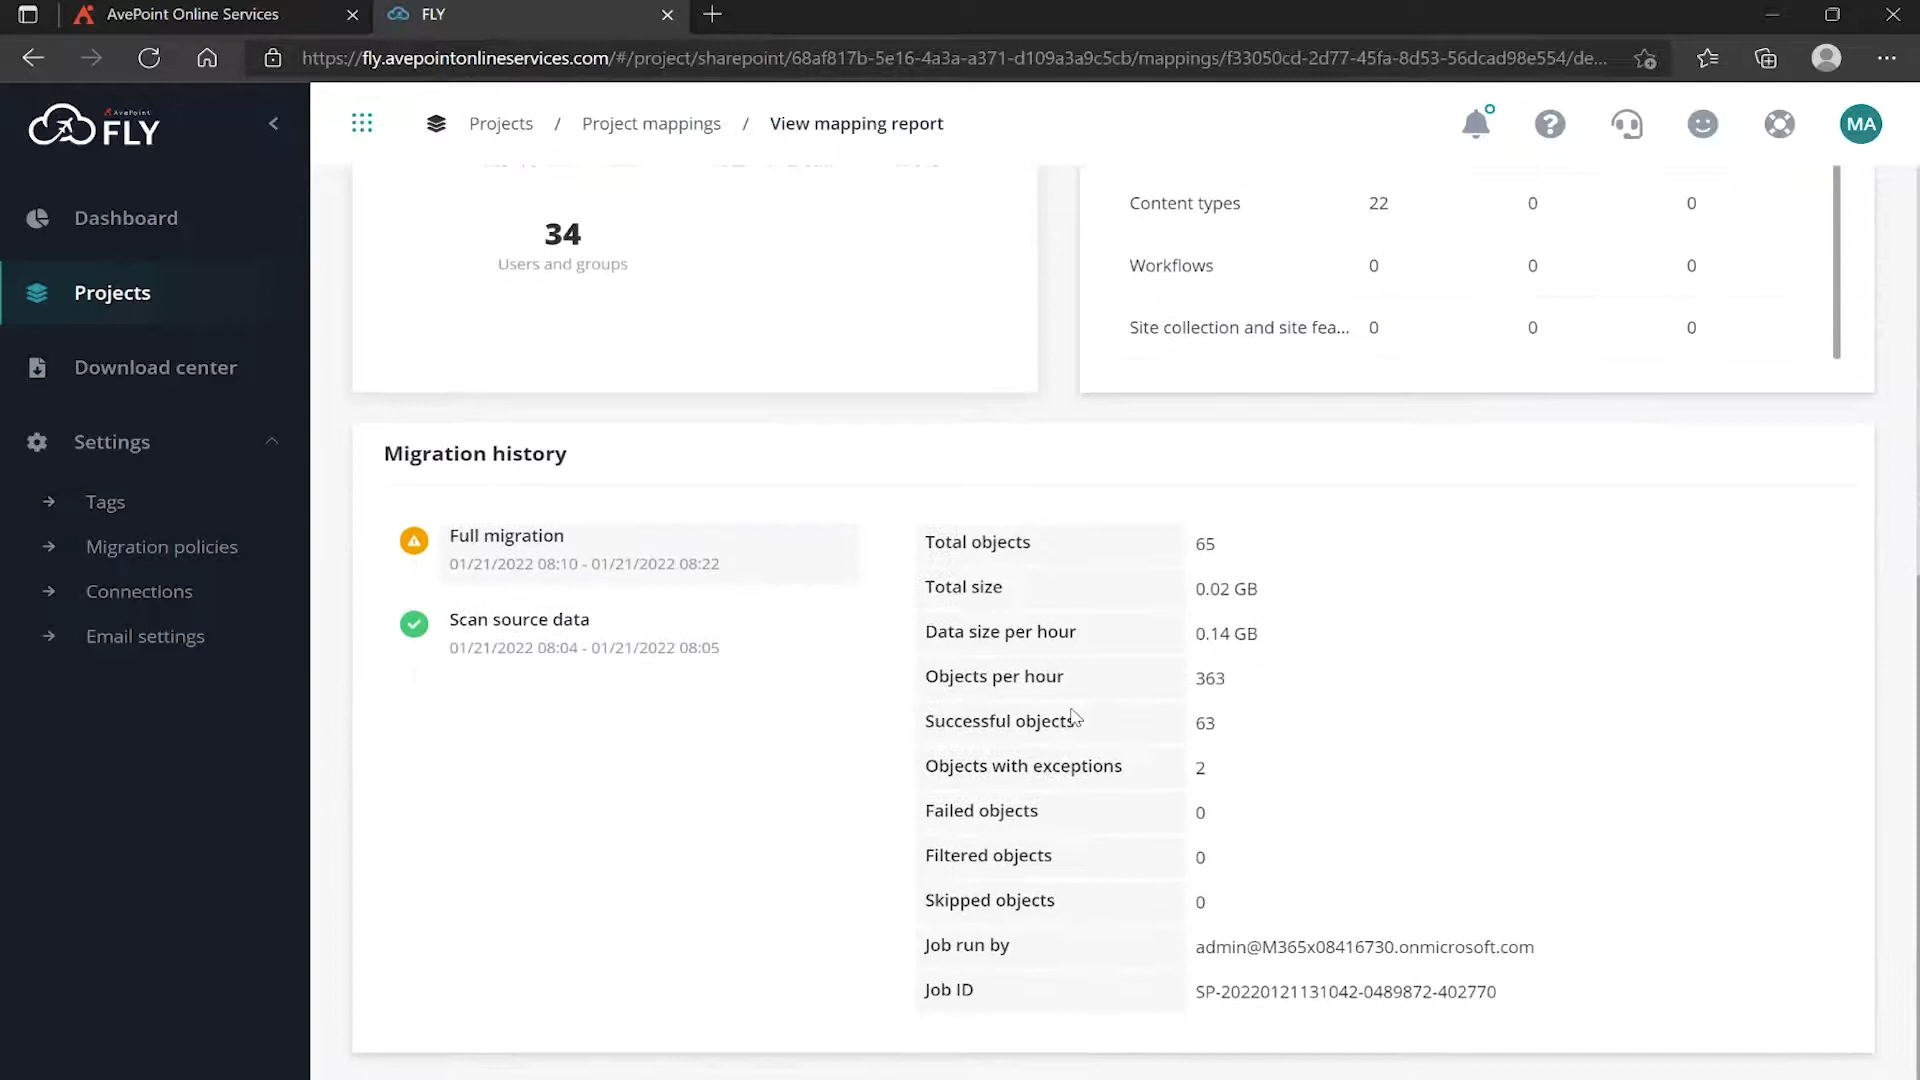 AvePoint Online Services
FLY
https://fly.avepointonlineservices.com/#/project/sharepoint/68af817b-5e16-4a3a-a371-d109a3a9c5cb/mappings/f33050cd-2d77-45fa-8d53-56dcad98e554/de...
AvePoint
FLY
Projects / Project mappings / View mapping report
MA
Dashboard
Projects
Download center
Settings
Tags
Migration policies
Connections
Email settings
34
Users and groups
Content types 22 0 0
Workflows 0 0 0
Site collection and site fea... 0 0 0
Migration history
Full migration
01/21/2022 08:10 - 01/21/2022 08:22
Scan source data
01/21/2022 08:04 - 01/21/2022 08:05
Total objects 65
Total size 0.02 GB
Data size per hour 0.14 GB
Objects per hour 363
Successful objects 63
Objects with exceptions 2
Failed objects 0
Filtered objects 0
Skipped objects 0
Job run by admin@M365x08416730.onmicrosoft.com
Job ID SP-20220121131042-0489872-402770